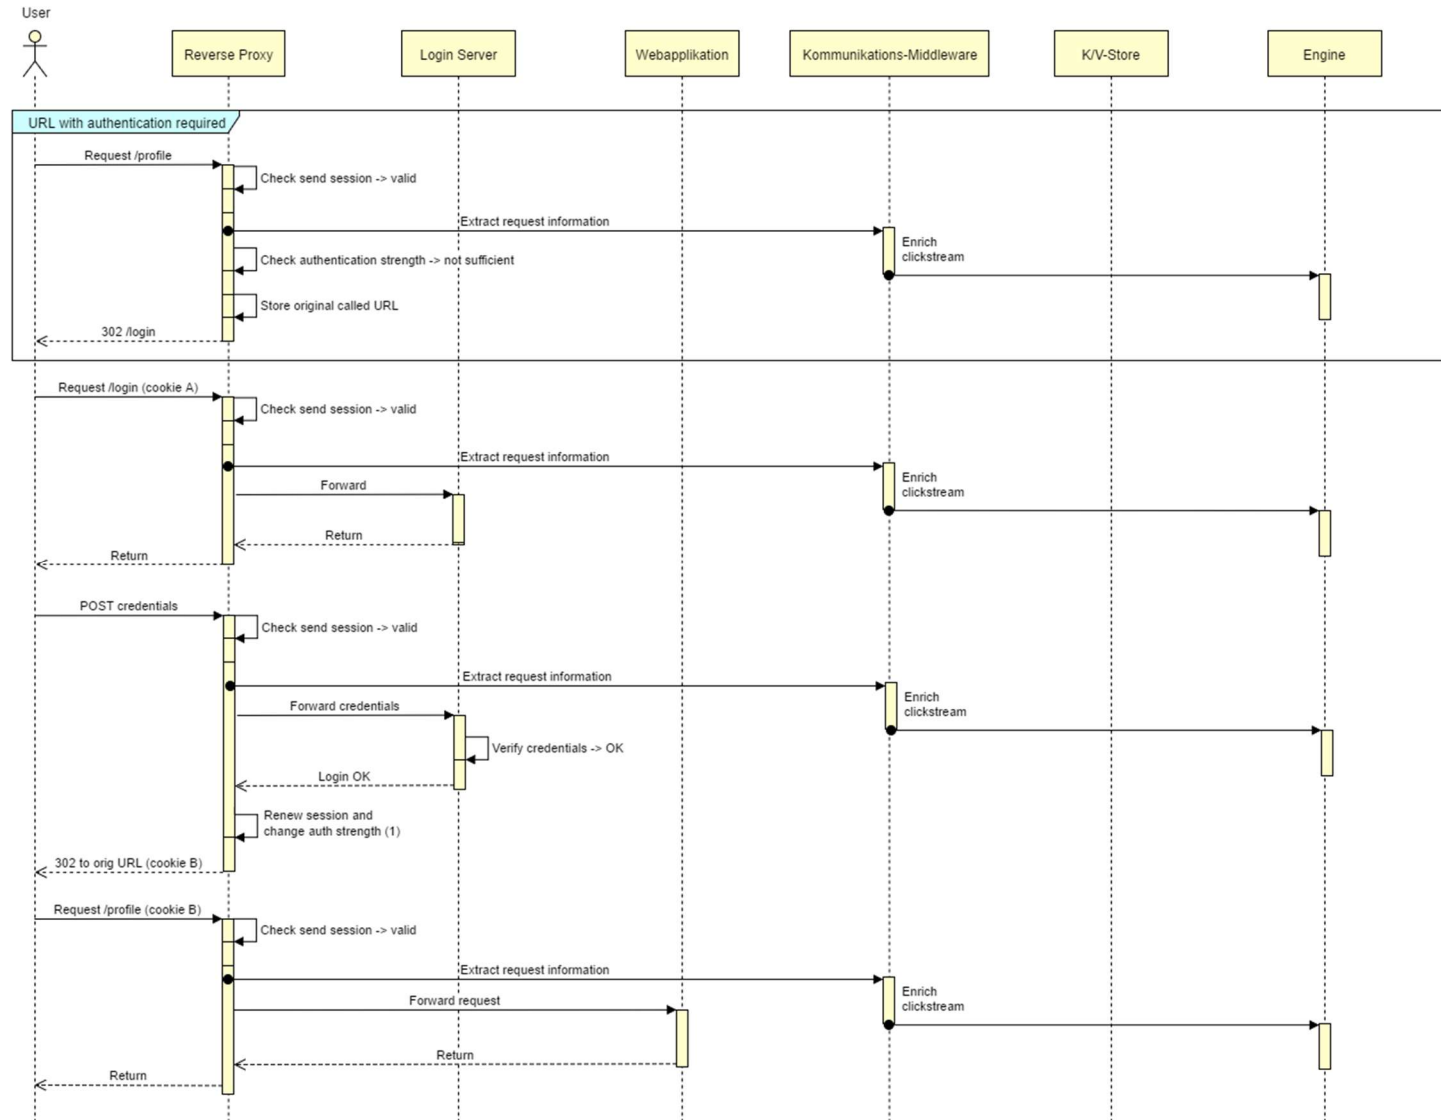 User
Reverse Proxy
Login Server
Webapplikation
Kommunikations-Middleware
K/V-Store
Engine
URL with authentication required
Request /profile
Check send session -> valid
Extract request information
Enrich
clickstream
Check authentication strength -> not sufficient
Store original called URL
302 /login
Request /login (cookie A)
Check send session -> valid
Extract request information
Enrich
clickstream
Forward
Return
Return
POST credentials
Check send session -> valid
Extract request information
Enrich
clickstream
Forward credentials
Verify credentials -> OK
Login OK
Renew session and
change auth strength (1)
302 to orig URL (cookie B)
Request /profile (cookie B)
Check send session -> valid
Extract request information
Enrich
clickstream
Forward request
Return
Return